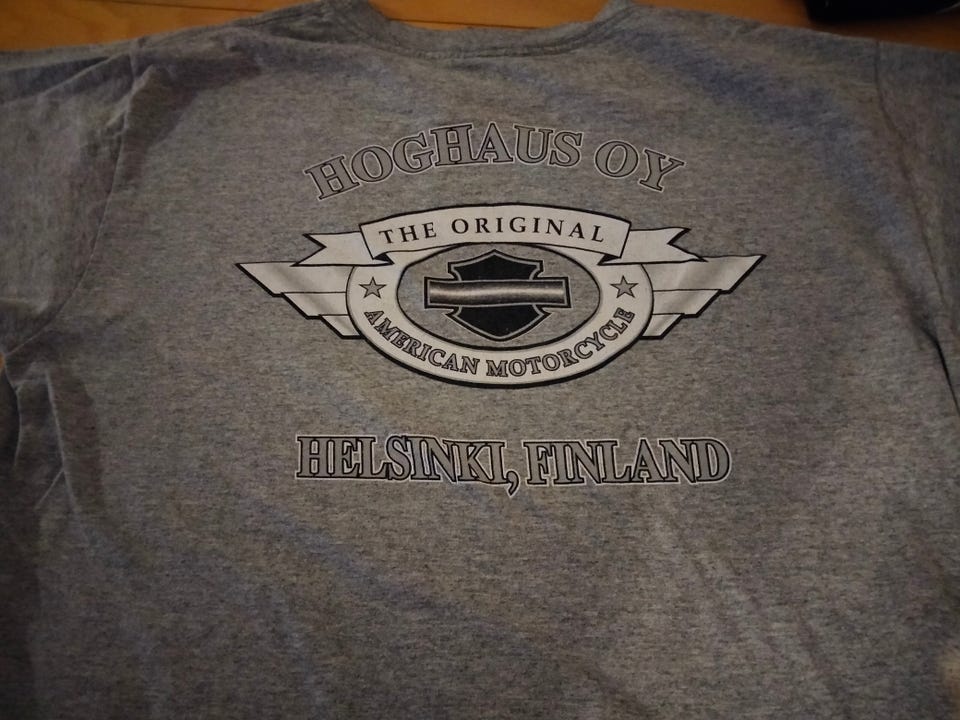 HOGHAUS OY
THE ORIGINAL
AMERICAN MOTORCYCLE
HELSINKI, FINLAND